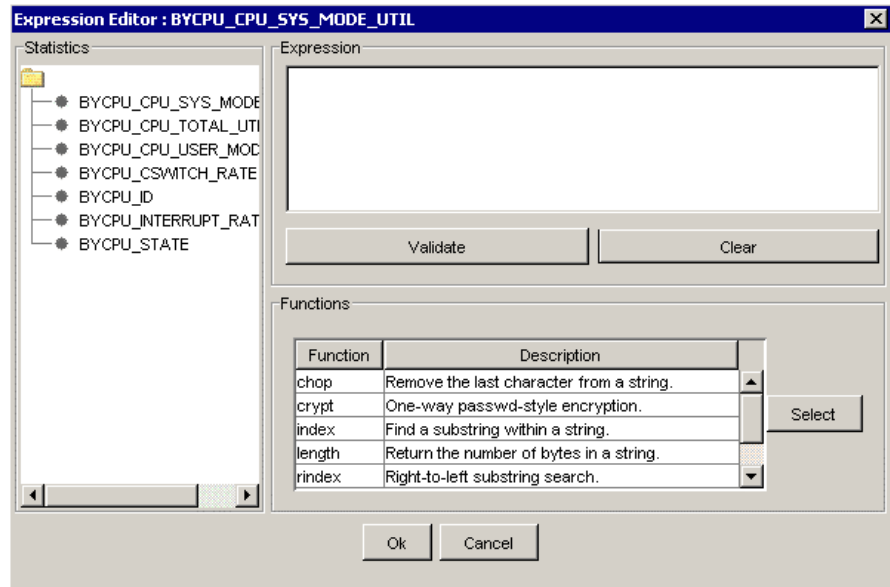 Expression Editor : BYCPU_CPU_SYS_MODE_UTIL
Statistics
BYCPU_CPU_SYS_MODE
BYCPU_CPU_TOTAL_UTI
BYCPU_CPU_USER_MOD
BYCPU_CSWITCH_RATE
BYCPU_ID
BYCPU_INTERRUPT_RAT
BYCPU_STATE
Expression
Validate
Clear
Functions
Function Description
chop Remove the last character from a string.
crypt One-way passwd-style encryption.
index Find a substring within a string.
length Return the number of bytes in a string.
rindex Right-to-left substring search.
Select
Ok
Cancel